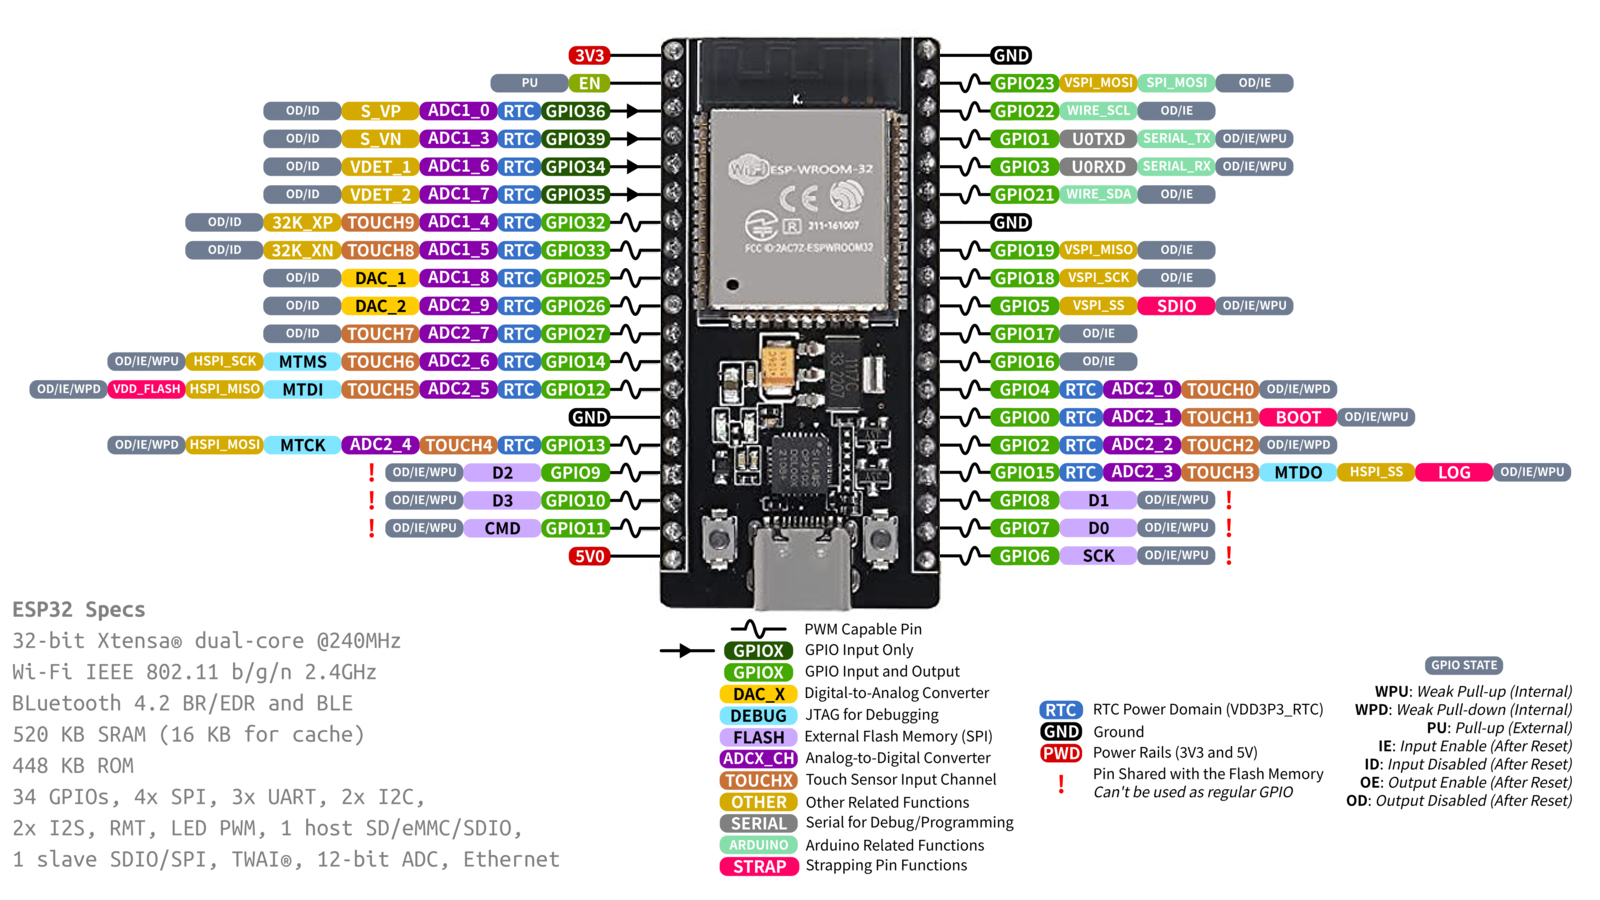 3V3
PU EN
OD/ID S_VP ADC1_0 RTC GPIO36
OD/ID S_VN ADC1_3 RTC GPIO39
OD/ID VDET_1 ADC1_6 RTC GPIO34
OD/ID VDET_2 ADC1_7 RTC GPIO35
OD/ID 32K_XP TOUCH9 ADC1_4 RTC GPIO32
OD/ID 32K_XN TOUCH8 ADC1_5 RTC GPIO33
OD/ID DAC_1 ADC1_8 RTC GPIO25
OD/ID DAC_2 ADC2_9 RTC GPIO26
OD/ID TOUCH7 ADC2_7 RTC GPIO27
OD/IE/WPU HSPI_SCK MTMS TOUCH6 ADC2_6 RTC GPIO14
OD/IE/WPD VDD_FLASH HSPI_MISO MTDI TOUCH5 ADC2_5 RTC GPIO12
GND
OD/IE/WPD HSPI_MOSI MTCK ADC2_4 TOUCH4 RTC GPIO13
! OD/IE/WPU D2 GPIO9
! OD/IE/WPU D3 GPIO10
! OD/IE/WPU CMD GPIO11
5V0
WiFi ESP-WROOM-32
CE
R 211-161007
FCC ID:2AC7Z-ESPWROOM32
GND
GPIO23 VSPI_MOSI SPI_MOSI OD/IE
GPIO22 WIRE_SCL OD/IE
GPIO1 U0TXD SERIAL_TX OD/IE/WPU
GPIO3 U0RXD SERIAL_RX OD/IE/WPU
GPIO21 WIRE_SDA OD/IE
GND
GPIO19 VSPI_MISO OD/IE
GPIO18 VSPI_SCK OD/IE
GPIO5 VSPI_SS SDIO OD/IE/WPU
GPIO17 OD/IE
GPIO16 OD/IE
GPIO4 RTC ADC2_0 TOUCH0 OD/IE/WPD
GPIO0 RTC ADC2_1 TOUCH1 BOOT OD/IE/WPU
GPIO2 RTC ADC2_2 TOUCH2 OD/IE/WPD
GPIO15 RTC ADC2_3 TOUCH3 MTDO HSPI_SS LOG OD/IE/WPU
GPIO8 D1 OD/IE/WPU !
GPIO7 D0 OD/IE/WPU !
GPIO6 SCK OD/IE/WPU !
ESP32 Specs
32-bit Xtensa® dual-core @240MHz
Wi-Fi IEEE 802.11 b/g/n 2.4GHz
BLuetooth 4.2 BR/EDR and BLE
520 KB SRAM (16 KB for cache)
448 KB ROM
34 GPIOs, 4x SPI, 3x UART, 2x I2C,
2x I2S, RMT, LED PWM, 1 host SD/eMMC/SDIO,
1 slave SDIO/SPI, TWAI®, 12-bit ADC, Ethernet
PWM Capable Pin
GPIOX GPIO Input Only
GPIOX GPIO Input and Output
DAC_X Digital-to-Analog Converter
DEBUG JTAG for Debugging
FLASH External Flash Memory (SPI)
ADCX_CH Analog-to-Digital Converter
TOUCHX Touch Sensor Input Channel
OTHER Other Related Functions
SERIAL Serial for Debug/Programming
ARDUINO Arduino Related Functions
STRAP Strapping Pin Functions
RTC RTC Power Domain (VDD3P3_RTC)
GND Ground
PWD Power Rails (3V3 and 5V)
! Pin Shared with the Flash Memory
Can't be used as regular GPIO
GPIO STATE
WPU: Weak Pull-up (Internal)
WPD: Weak Pull-down (Internal)
PU: Pull-up (External)
IE: Input Enable (After Reset)
ID: Input Disabled (After Reset)
OE: Output Enable (After Reset)
OD: Output Disabled (After Reset)